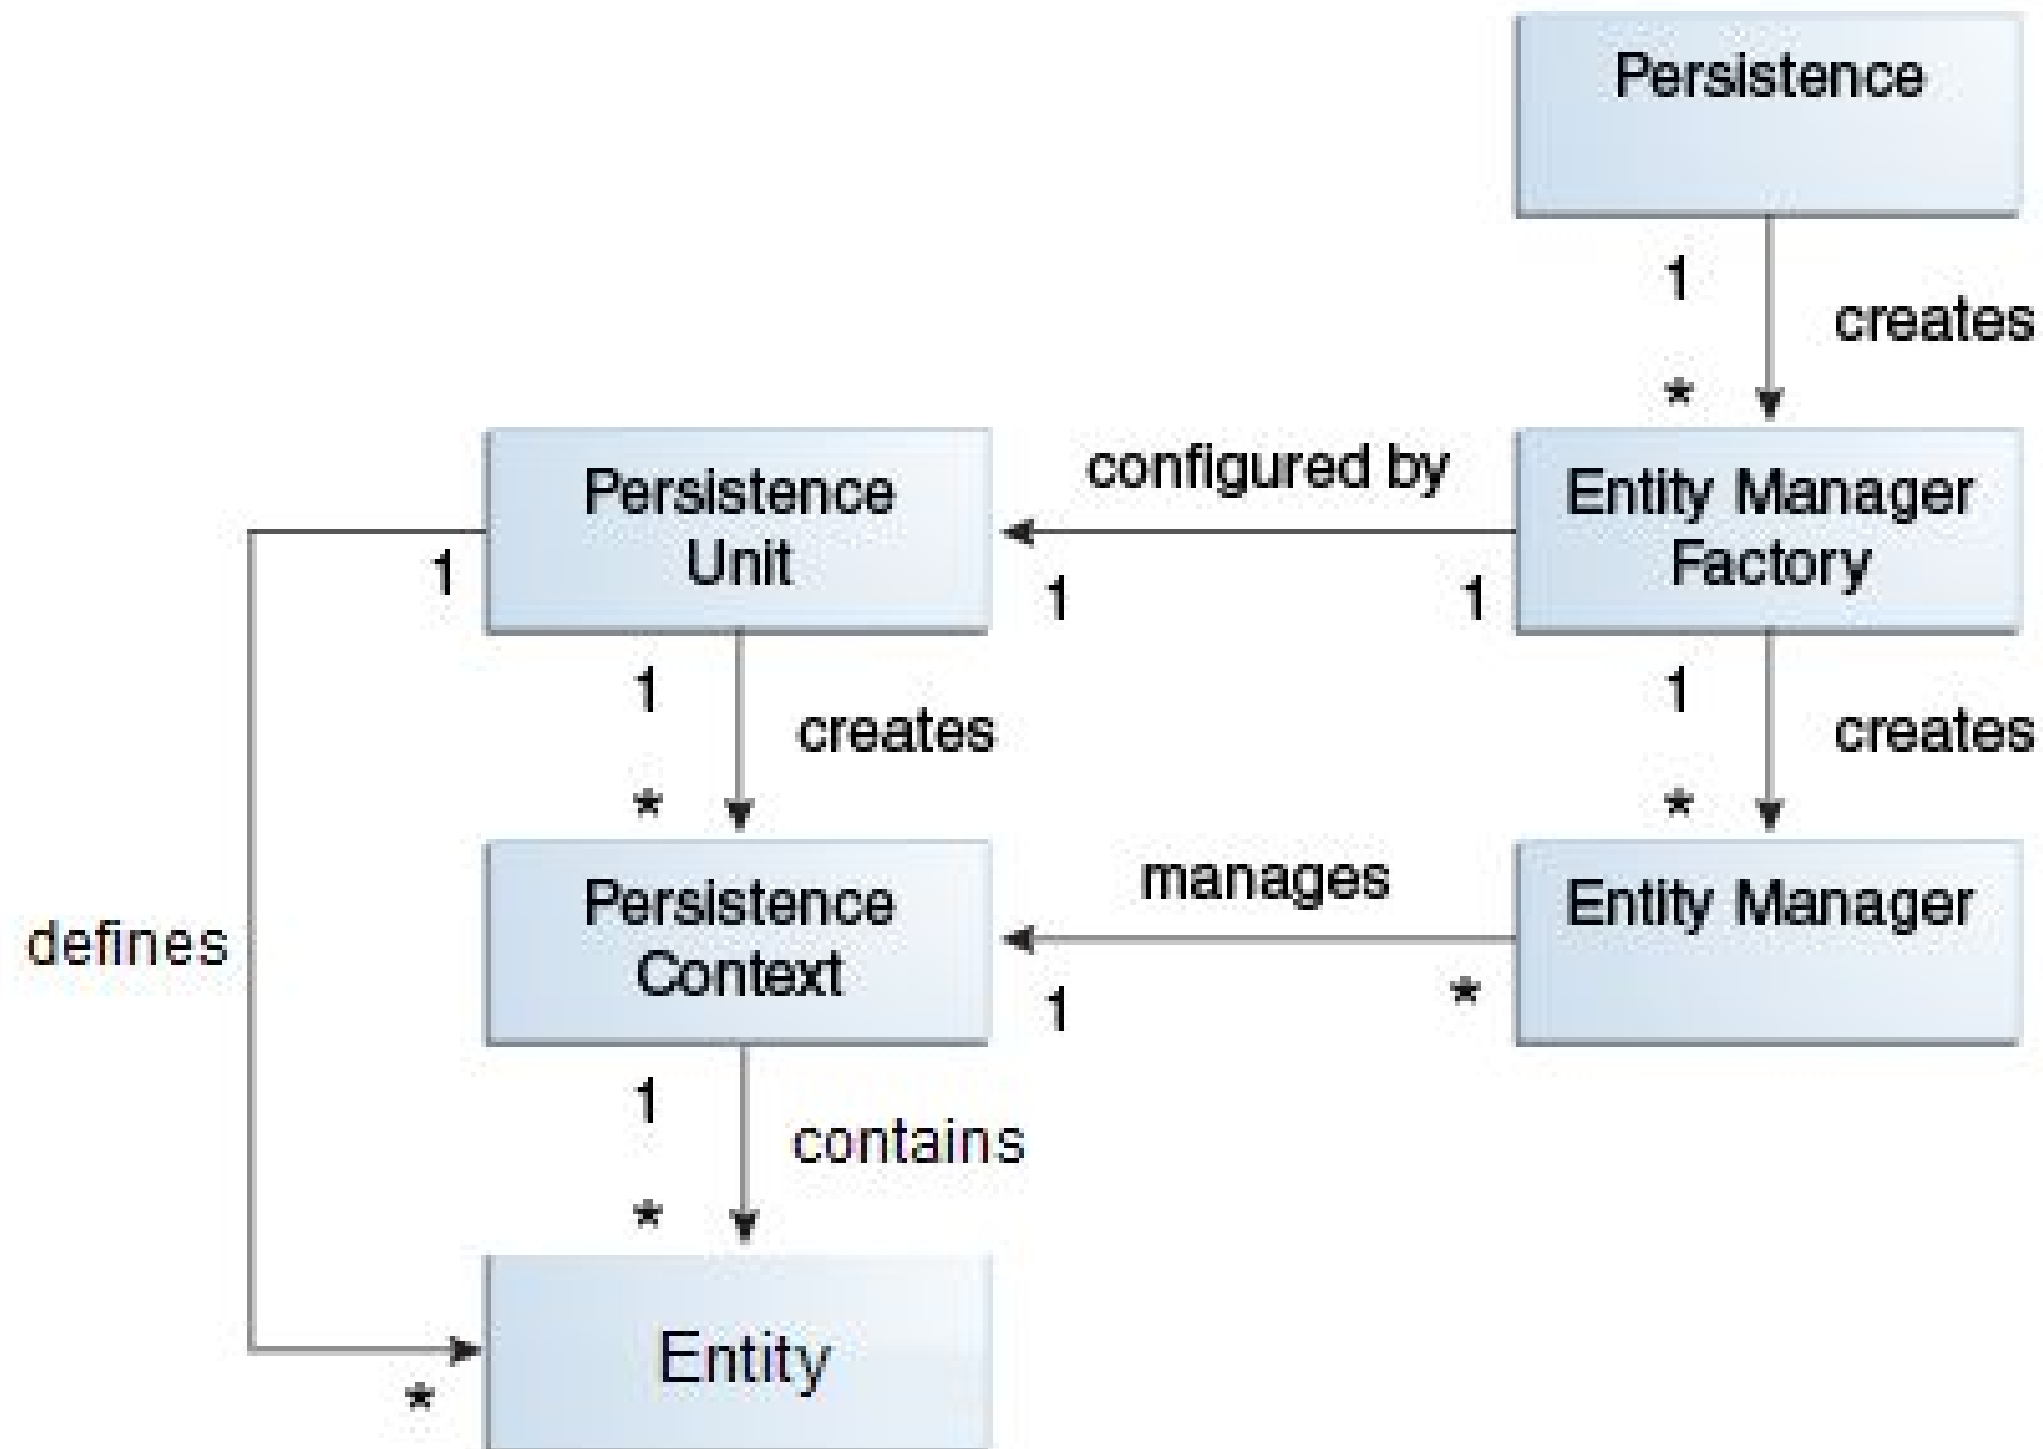 Persistence
1
creates
*
configured by
Persistence
Unit
Entity Manager
Factory
1
1
1
1
creates
*
1
creates
*
manages
Persistence
Context
Entity Manager
defines
1
*
1
contains
*
Entity
*